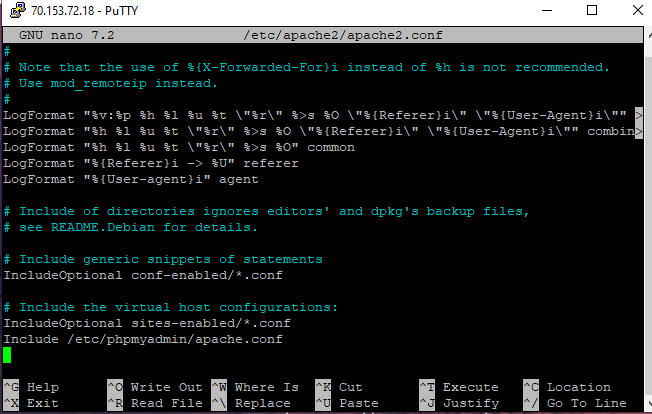 70.153.72.18 - PuTTY
GNU nano 7.2 /etc/apache2/apache2.conf
#
# Note that the use of %{X-Forwarded-For}i instead of %h is not recommended.
# Use mod_remoteip instead.
#
LogFormat "%v:%p %h %l %u %t \"%r\" %>s %O \"%{Referer}i\" \"%{User-Agent}i\"" >
LogFormat "%h %l %u %t \"%r\" %>s %O \"%{Referer}i\" \"%{User-Agent}i\"" combin>
LogFormat "%h %l %u %t \"%r\" %>s %O" common
LogFormat "%{Referer}i -> %U" referer
LogFormat "%{User-agent}i" agent
# Include of directories ignores editors' and dpkg's backup files,
# see README.Debian for details.
# Include generic snippets of statements
IncludeOptional conf-enabled/*.conf
# Include the virtual host configurations:
IncludeOptional sites-enabled/*.conf
Include /etc/phpmyadmin/apache.conf
^G Help ^O Write Out ^W Where Is ^K Cut ^T Execute ^C Location
^X Exit ^R Read File ^\ Replace ^U Paste ^J Justify ^/ Go To Line